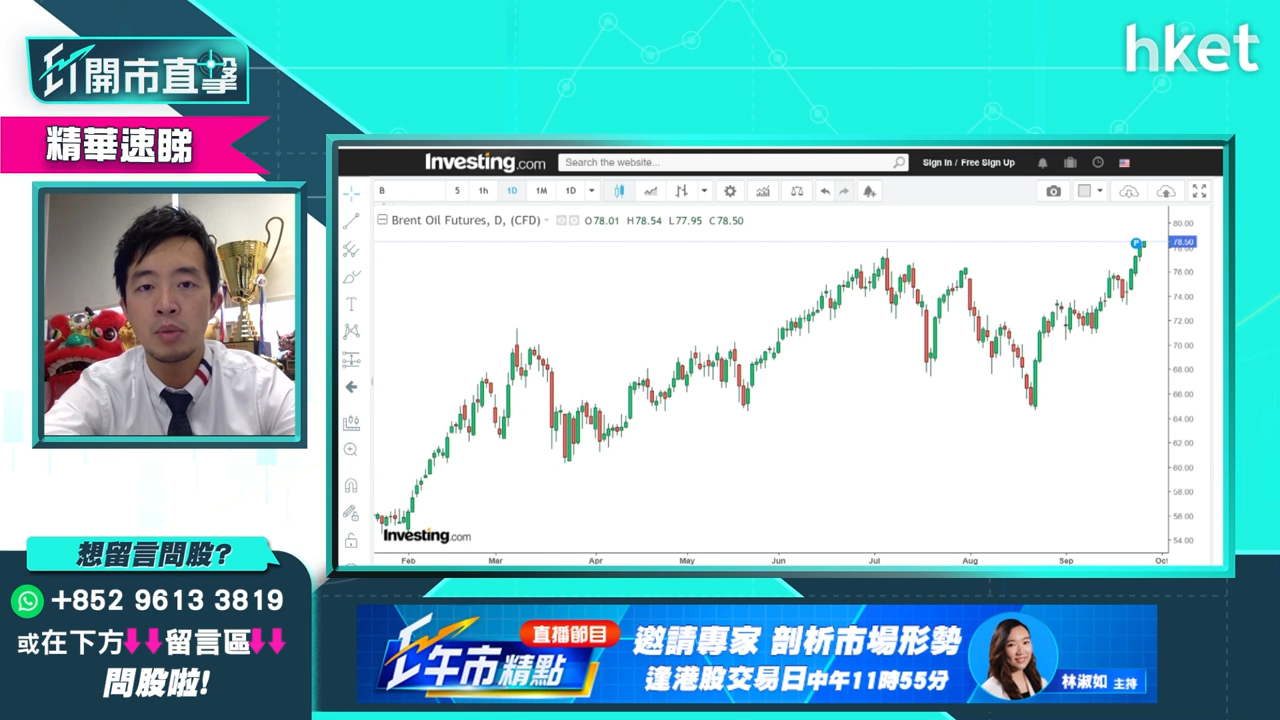 ET開市直擊
hket
精華速睇
Investing.com
Search the website...
Sign In / Free Sign Up
B
5
1h
1D
1M
1D
Brent Oil Futures, D, (CFD)
O78.01 H78.54 L77.95 C78.50
80.00
78.50
78.00
76.00
74.00
72.00
70.00
68.00
66.00
64.00
62.00
60.00
58.00
56.00
54.00
Investing.com
Feb
Mar
Apr
May
Jun
Jul
Aug
Sep
Oct
想留言問股?
+852 9613 3819
或在下方留言區
問股啦!
ET午市精點
直播節目
邀請專家 剖析市場形勢
逢港股交易日中午11時55分
林淑如 主持